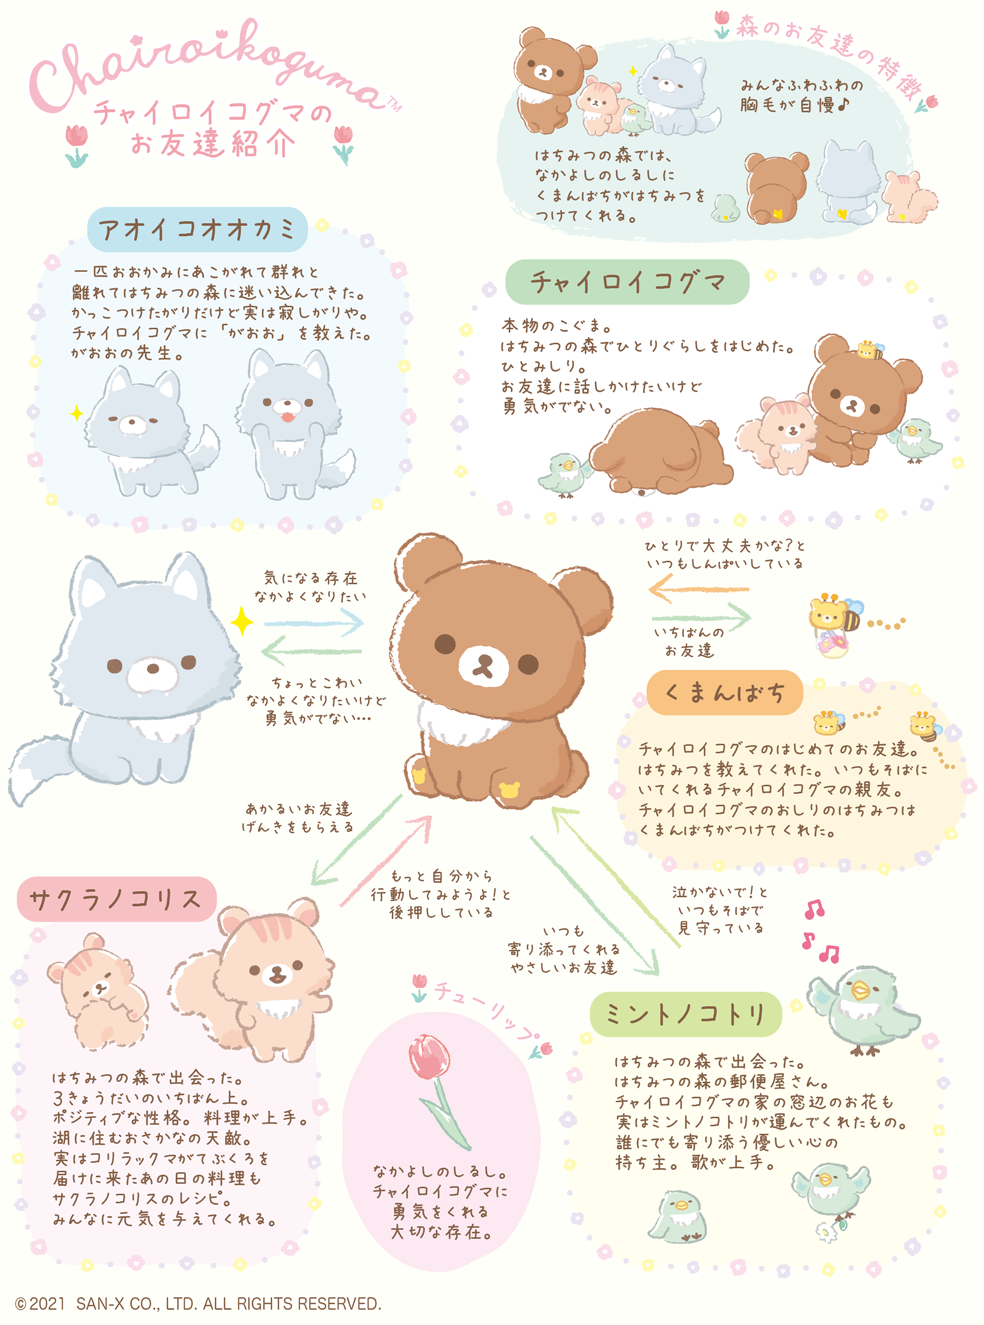 Chairoikoguma™
チャイロイコグマの
お友達紹介
森のお友達の特徴
みんなふわふわの
胸毛が自慢♪
はちみつの森では、
なかよしのしるしに
くまんばちがはちみつを
つけてくれる。
アオイコオオカミ
一匹おおかみにあこがれて群れと
離れてはちみつの森に迷い込んできた。
かっこつけたがりだけど実は寂しがりや。
チャイロイコグマに「がおお」を教えた。
がおおの先生。
チャイロイコグマ
本物のこぐま。
はちみつの森でひとりぐらしをはじめた。
ひとみしり。
お友達に話しかけたいけど
勇気がでない。
気になる存在
なかよくなりたい
ちょっとこわい
なかよくなりたいけど
勇気がでない…
ひとりで大丈夫かな?と
いつもしんぱいしている
いちばんの
お友達
くまんばち
チャイロイコグマのはじめてのお友達。
はちみつを教えてくれた。いつもそばに
いてくれるチャイロイコグマの親友。
チャイロイコグマのおしりのはちみつは
くまんばちがつけてくれた。
あかるいお友達
げんきをもらえる
もっと自分から
行動してみようよ!と
後押ししている
いつも
寄り添ってくれる
やさしいお友達
泣かないで!と
いつもそばで
見守っている
サクラノコリス
はちみつの森で出会った。
3きょうだいのいちばん上。
ポジティブな性格。料理が上手。
湖に住むおさかなの天敵。
実はコリラックマがてぶくろを
届けに来たあの日の料理も
サクラノコリスのレシピ。
みんなに元気を与えてくれる。
チューリップ
なかよしのしるし。
チャイロイコグマに
勇気をくれる
大切な存在。
ミントノコトリ
はちみつの森で出会った。
はちみつの森の郵便屋さん。
チャイロイコグマの家の窓辺のお花も
実はミントノコトリが運んでくれたもの。
誰にでも寄り添う優しい心の
持ち主。歌が上手。
©2021 SAN-X CO., LTD. ALL RIGHTS RESERVED.